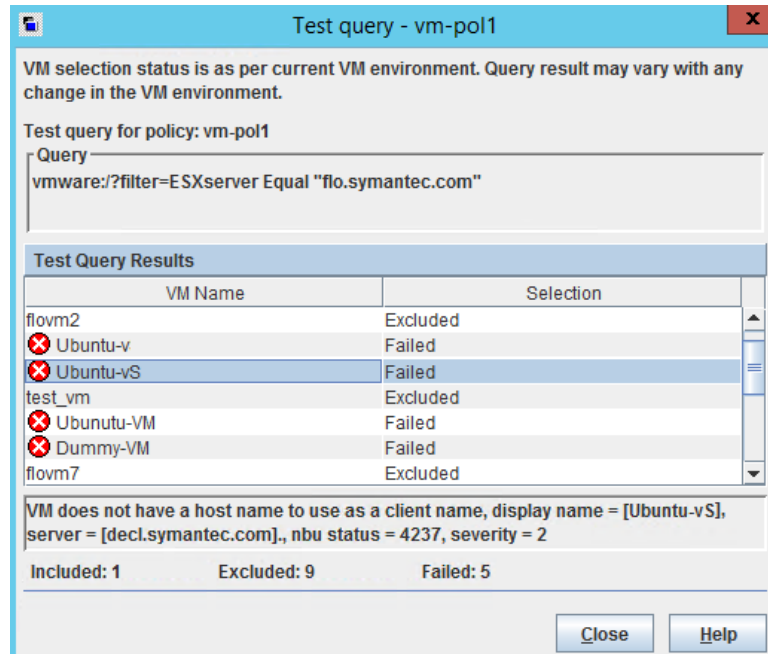 Test query - vm-pol1
x
VM selection status is as per current VM environment. Query result may vary with any
change in the VM environment.
Test query for policy: vm-pol1
Query
vmware:/?filter=ESXserver Equal "flo.symantec.com"
Test Query Results
VM Name Selection
flovm2 Excluded
Ubuntu-v Failed
Ubuntu-vS Failed
test_vm Excluded
Ubunutu-VM Failed
Dummy-VM Failed
flovm7 Excluded
VM does not have a host name to use as a client name, display name = [Ubuntu-vS],
server = [decl.symantec.com]., nbu status = 4237, severity = 2
Included: 1 Excluded: 9 Failed: 5
Close Help